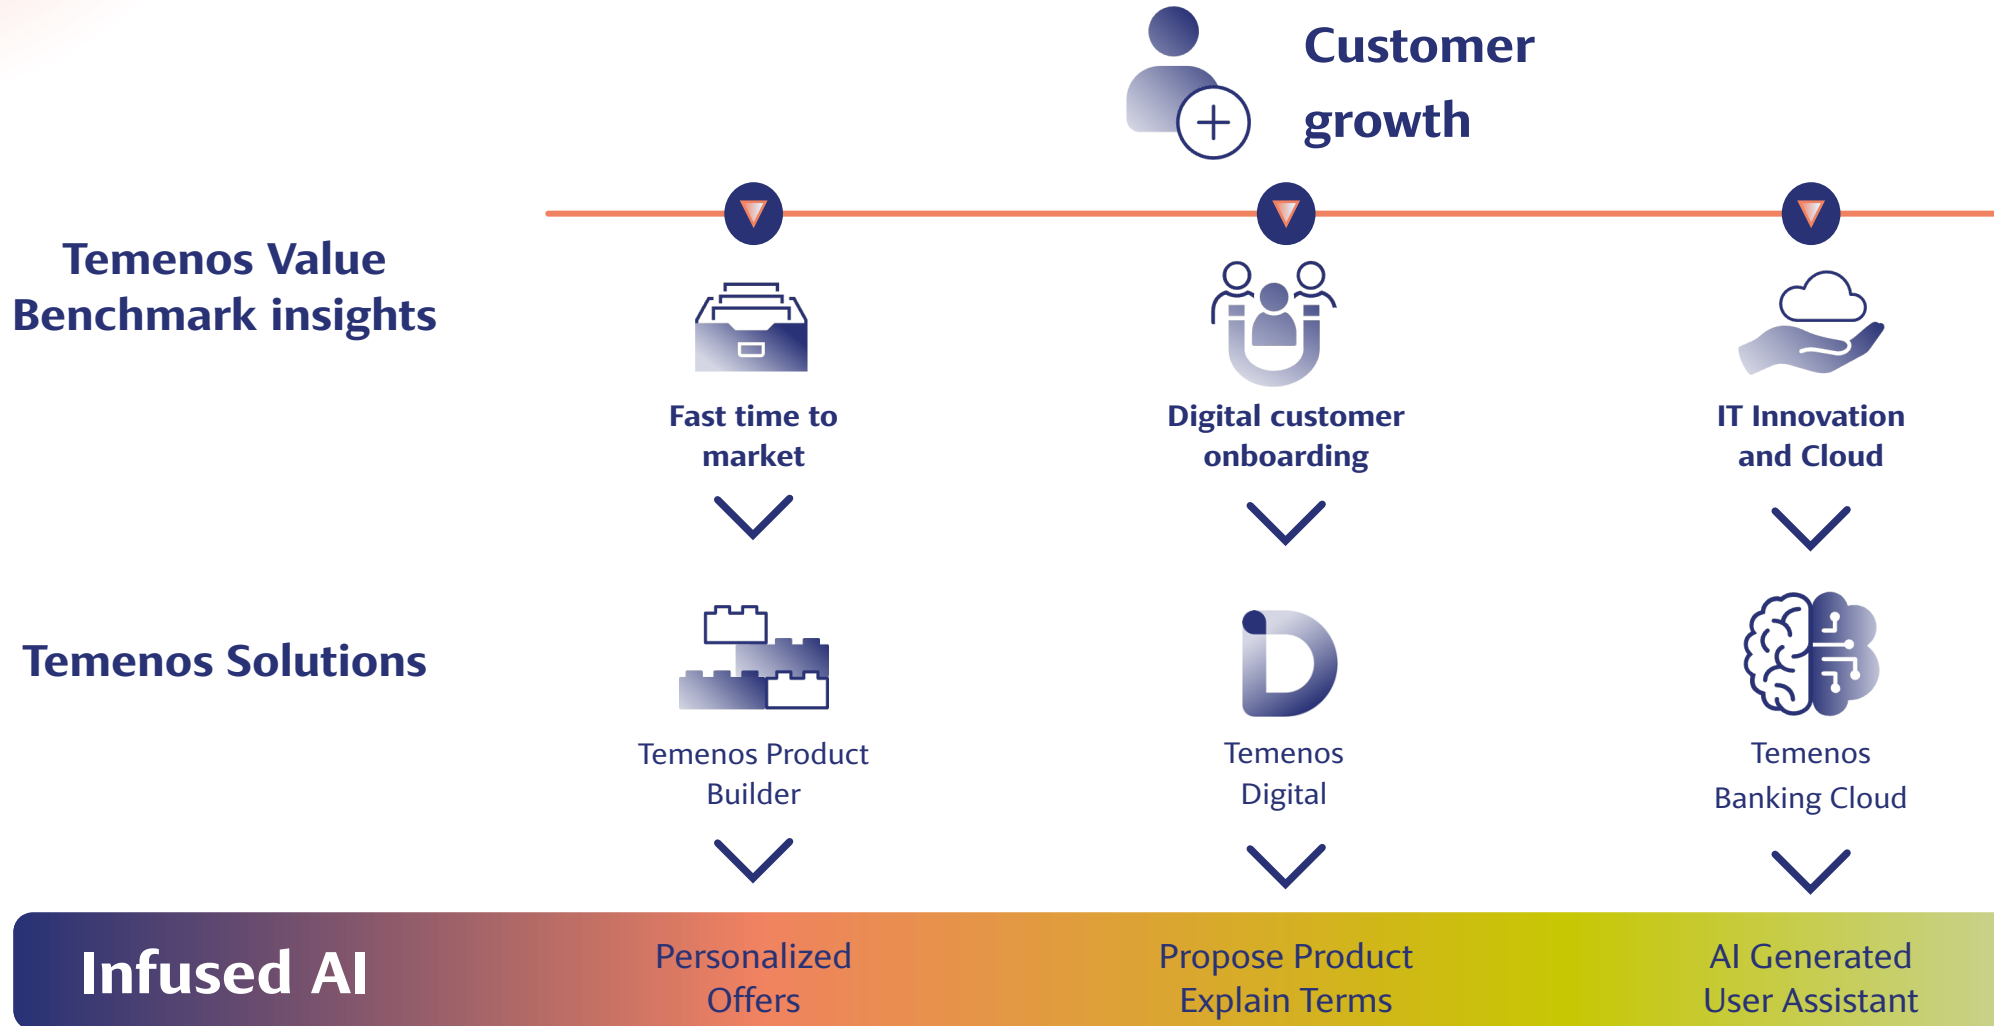 Customer
growth
Temenos Value
Benchmark insights
Fast time to
market
Digital customer
onboarding
IT Innovation
and Cloud
Temenos Solutions
Temenos Product
Builder
Temenos
Digital
Temenos
Banking Cloud
Infused AI
Personalized
Offers
Propose Product
Explain Terms
AI Generated
User Assistant